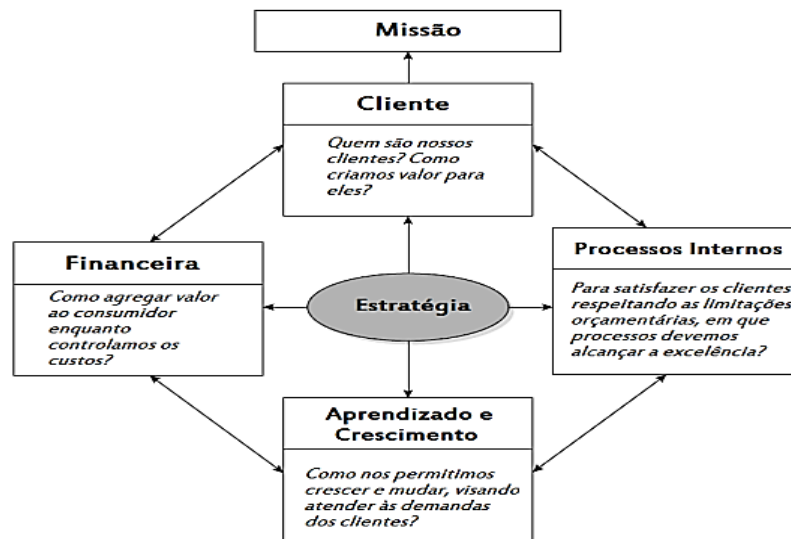 Missão
Cliente
Quem são nossos
clientes? Como
criamos valor para
eles?
Financeira
Como agregar valor
ao consumidor
enquanto
controlamos os
custos?
Estratégia
Processos Internos
Para satisfazer os clientes
respeitando as limitações
orçamentárias, em que
processos devemos
alcançar a excelência?
Aprendizado e
Crescimento
Como nos permitimos
crescer e mudar, visando
atender às demandas
dos clientes?